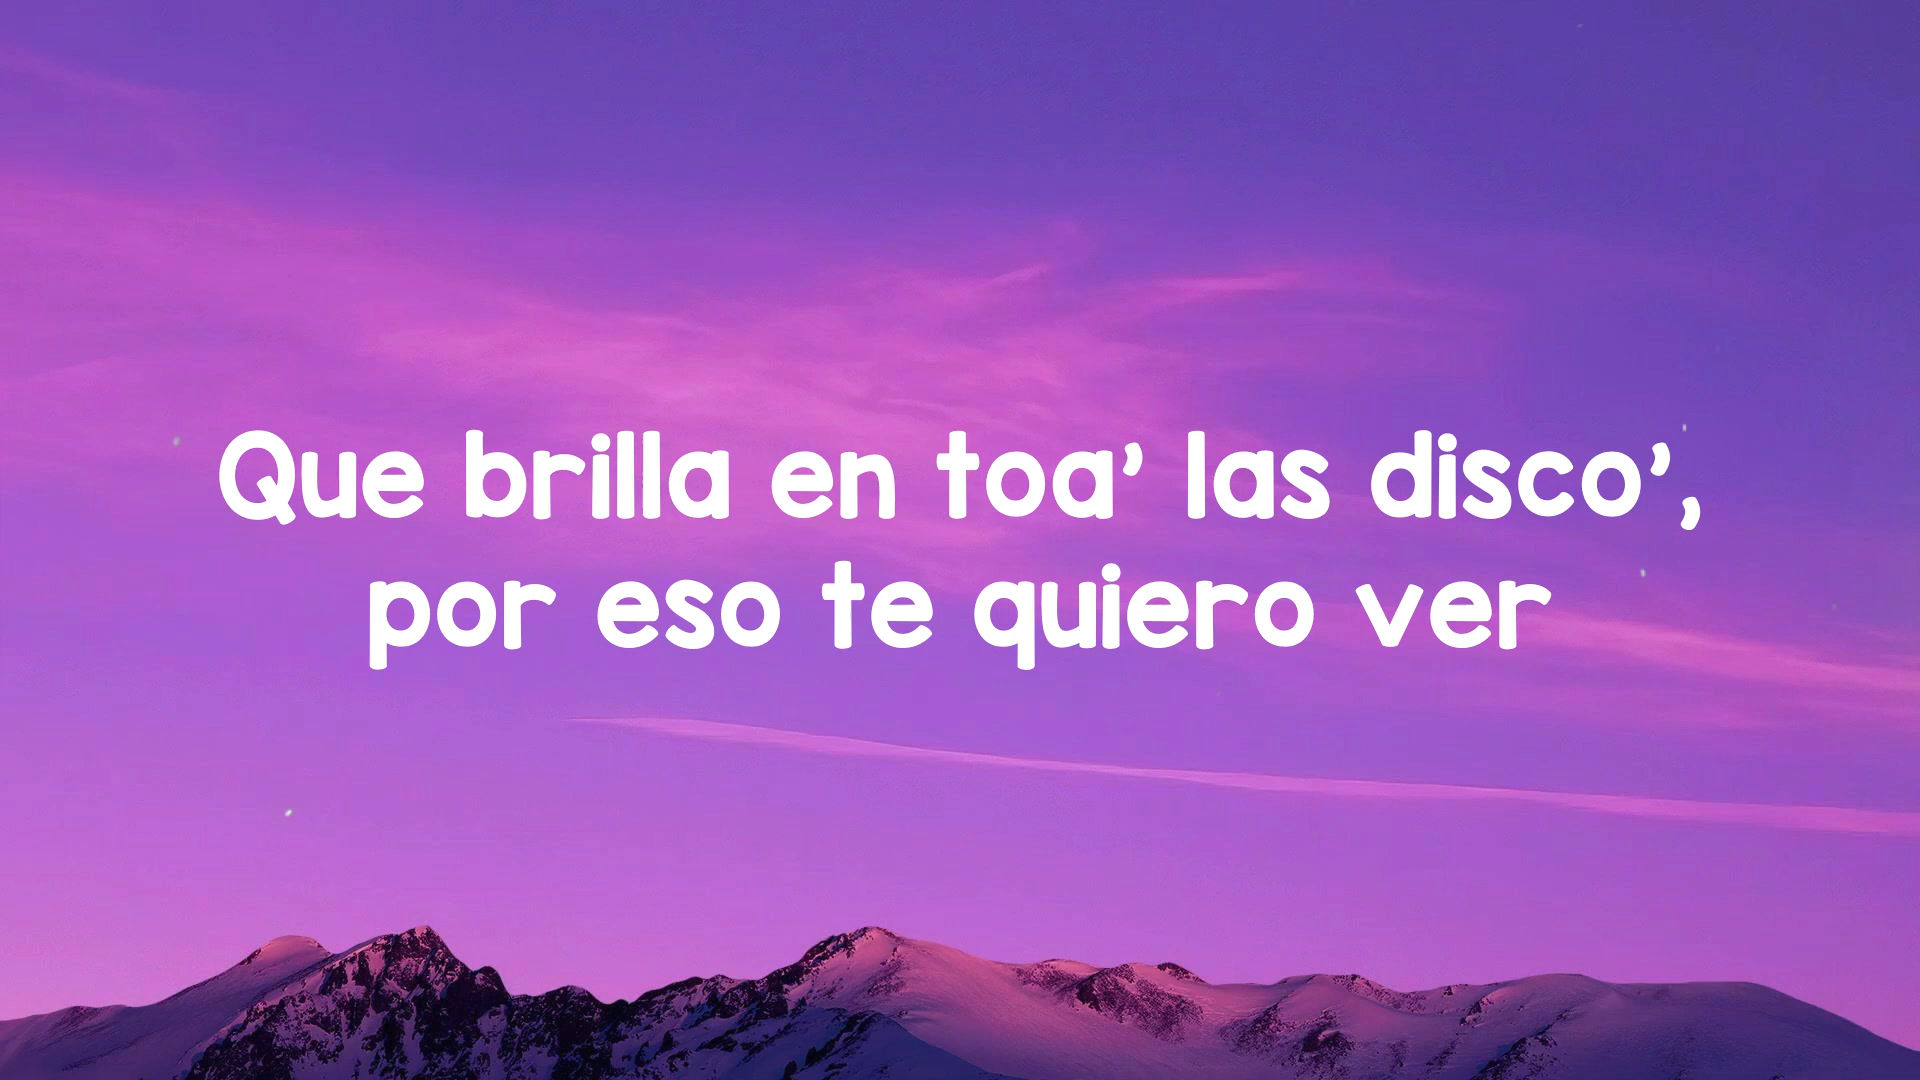 Que brilla en toa’ las disco’,
por eso te quiero ver